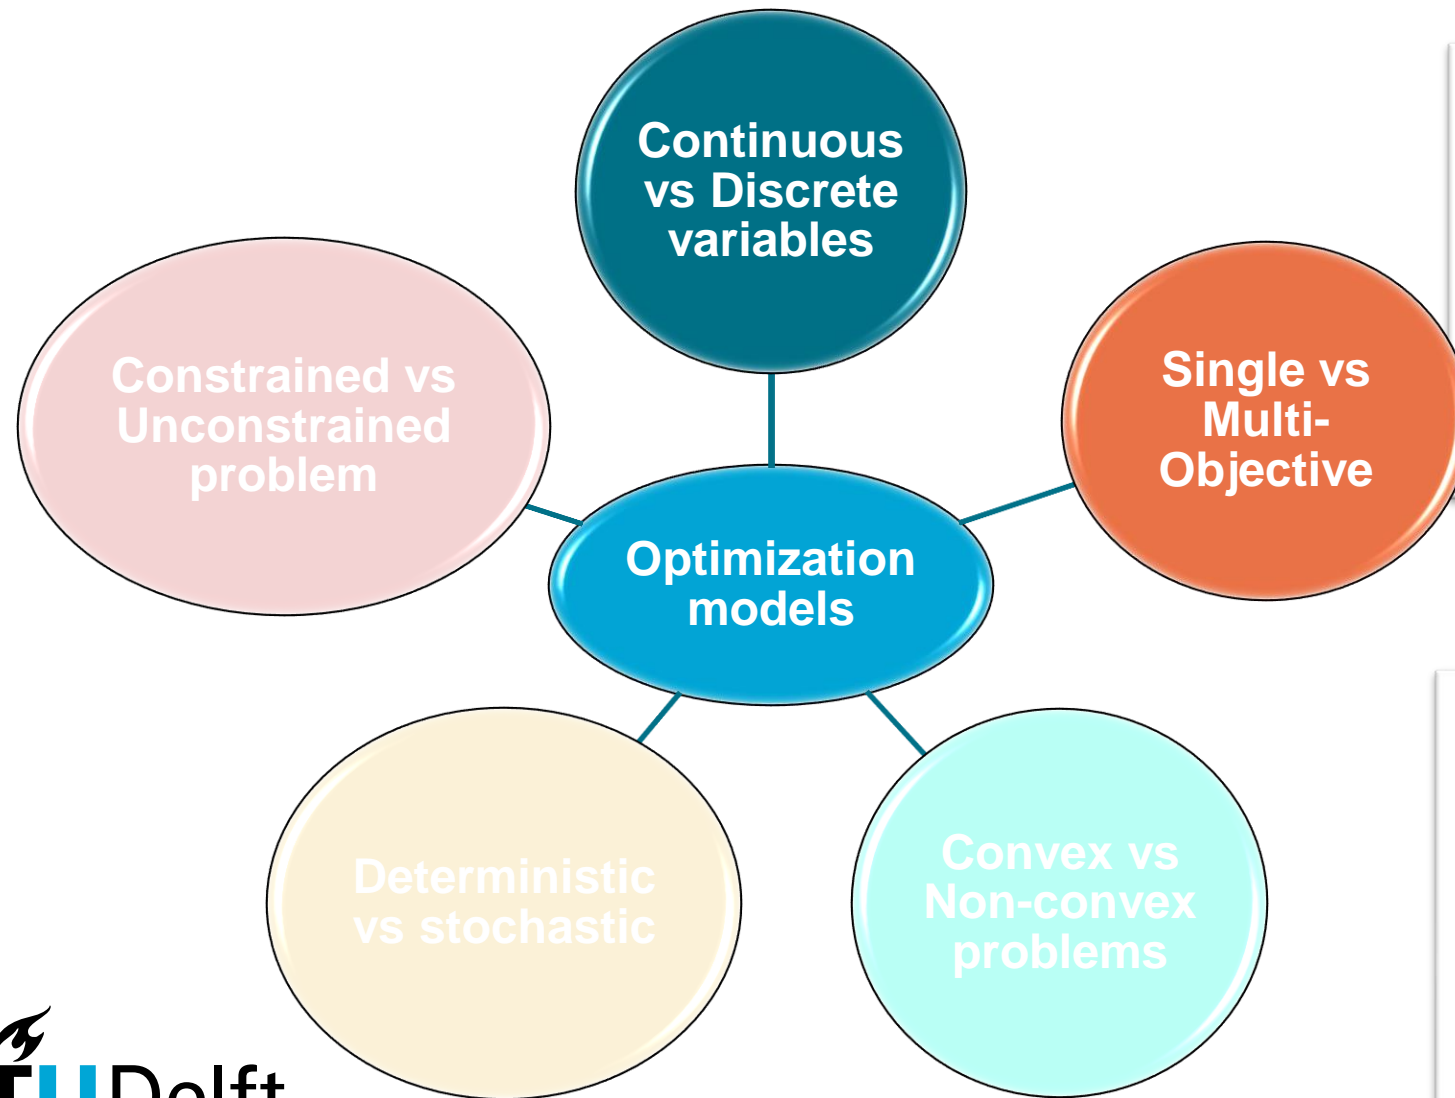 Continuous
vs Discrete
variables
Constrained vs
Unconstrained
problem
Single vs
Multi-
Objective
Optimization
models
Deterministic
vs stochastic
Convex vs
Non-convex
problems
TUDelft